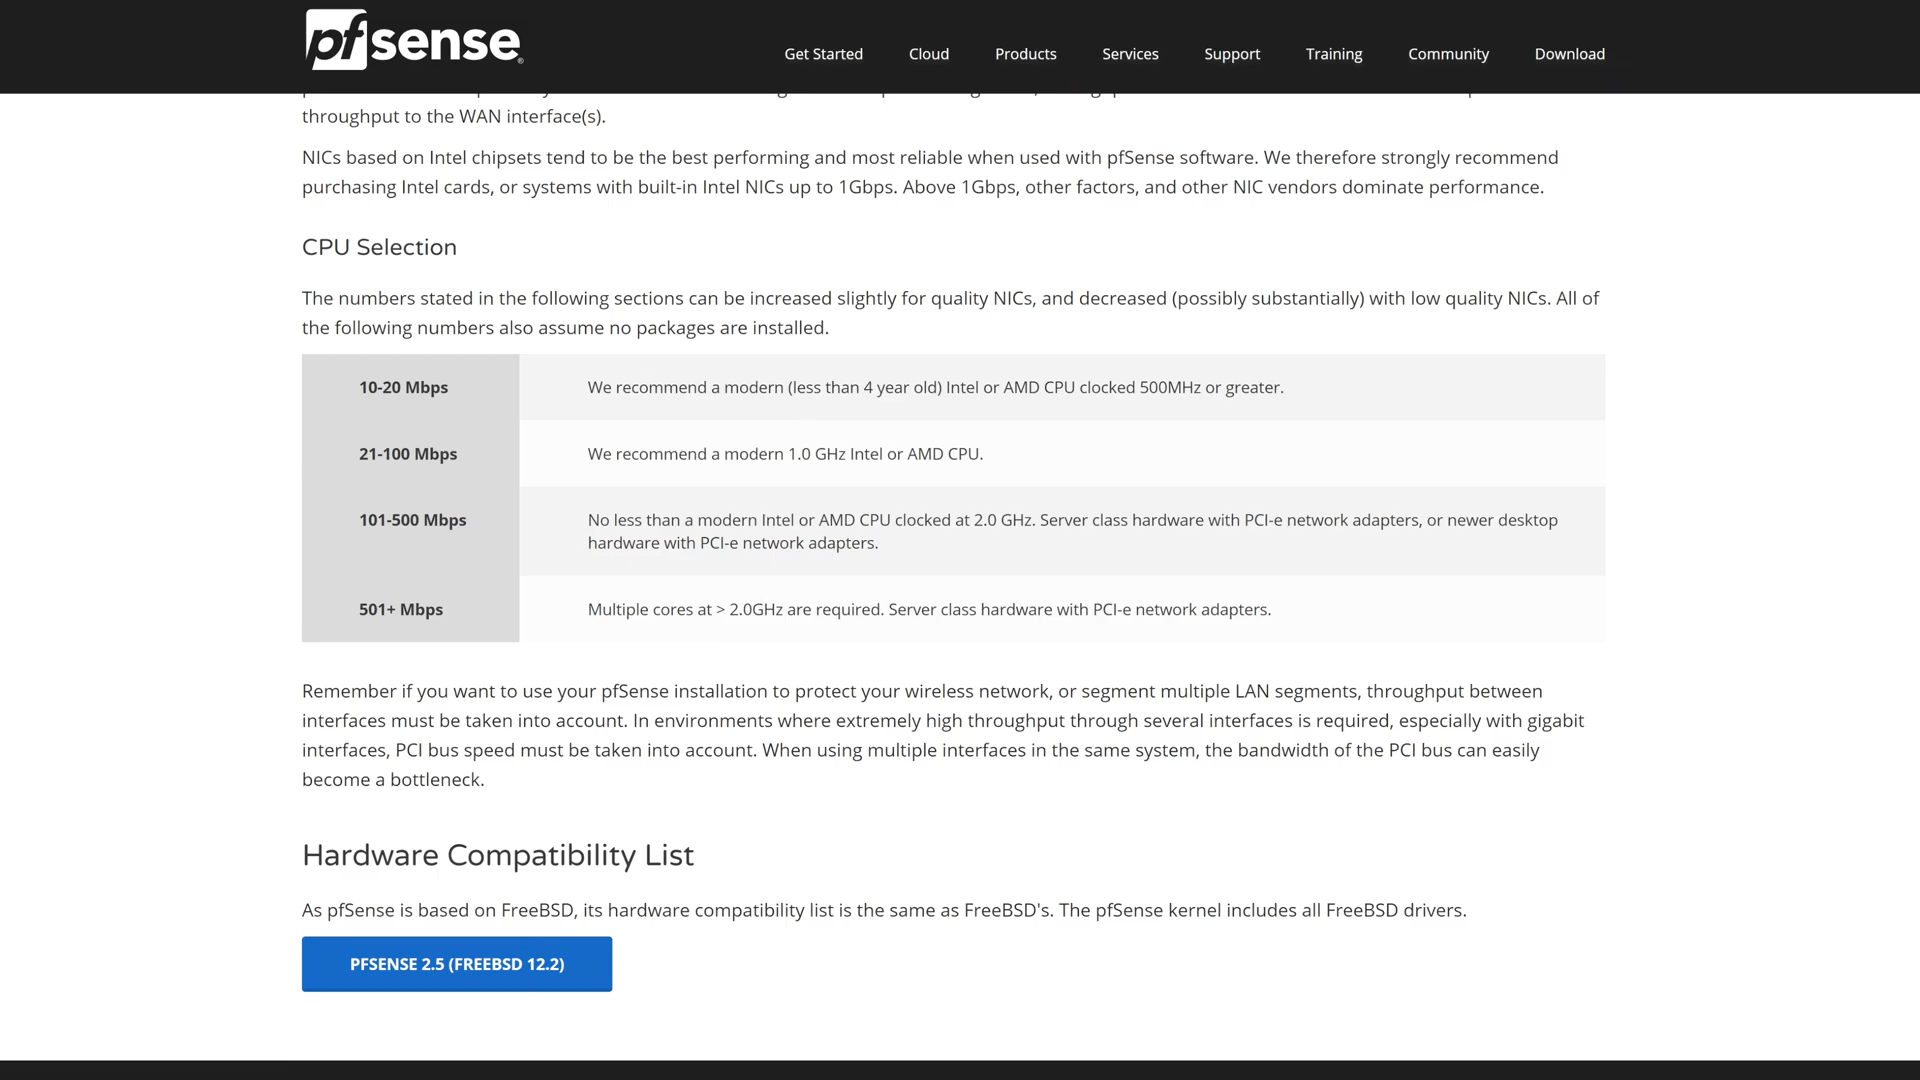 pfsense
Get Started Cloud Products Services Support Training Community Download
throughput to the WAN interface(s).
NICs based on Intel chipsets tend to be the best performing and most reliable when used with pfSense software. We therefore strongly recommend
purchasing Intel cards, or systems with built-in Intel NICs up to 1Gbps. Above 1Gbps, other factors, and other NIC vendors dominate performance.
CPU Selection
The numbers stated in the following sections can be increased slightly for quality NICs, and decreased (possibly substantially) with low quality NICs. All of
the following numbers also assume no packages are installed.
10-20 Mbps We recommend a modern (less than 4 year old) Intel or AMD CPU clocked 500MHz or greater.
21-100 Mbps We recommend a modern 1.0 GHz Intel or AMD CPU.
101-500 Mbps No less than a modern Intel or AMD CPU clocked at 2.0 GHz. Server class hardware with PCI-e network adapters, or newer desktop
hardware with PCI-e network adapters.
501+ Mbps Multiple cores at > 2.0GHz are required. Server class hardware with PCI-e network adapters.
Remember if you want to use your pfSense installation to protect your wireless network, or segment multiple LAN segments, throughput between
interfaces must be taken into account. In environments where extremely high throughput through several interfaces is required, especially with gigabit
interfaces, PCI bus speed must be taken into account. When using multiple interfaces in the same system, the bandwidth of the PCI bus can easily
become a bottleneck.
Hardware Compatibility List
As pfSense is based on FreeBSD, its hardware compatibility list is the same as FreeBSD's. The pfSense kernel includes all FreeBSD drivers.
PFSENSE 2.5 (FREEBSD 12.2)